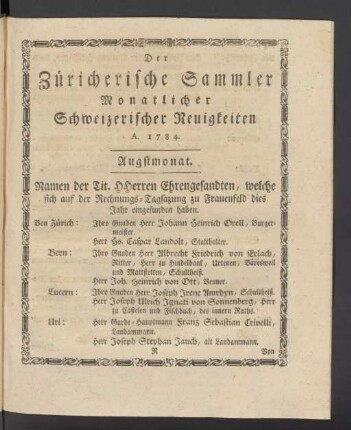 Der
Züricherische Sammler
Monatlicher
Schweizerischer Neuigkeiten
A. 1784.
Augstmonat.
Namen der Tit. HHerren Ehrengesandten, welche
sich auf der Rechnungs-Tagsazung zu Frauenfeld dies
Jahr eingefunden haben.
Von Zürich: Ihro Gnaden Herr Johann Heinrich Orell, Burger-
meister.
Herr Hs. Caspar Landolt, Statthalter.
Bern: Ihro Gnaden Herr Albrecht Friedrich von Erlach,
Ritter, Herr zu Hindelbank, Urtenen, Bäriswyl
und Mattstetten, Schultheiß.
Herr Joh. Heinrich von Ott, Venner.
Lucern: Ihro Gnaden Herr Joseph Irene Amrhyn, Schultheiß.
Herr Joseph Ulrich Ignati von Sonnenberg, Herr
zu Castelen und Fischbach, des innern Raths.
Uri: Herr Garde-Hauptmann Franz Sebastian Crivelli,
Landammann.
Herr Joseph Stephan Jauch, alt Landammann.
R Von